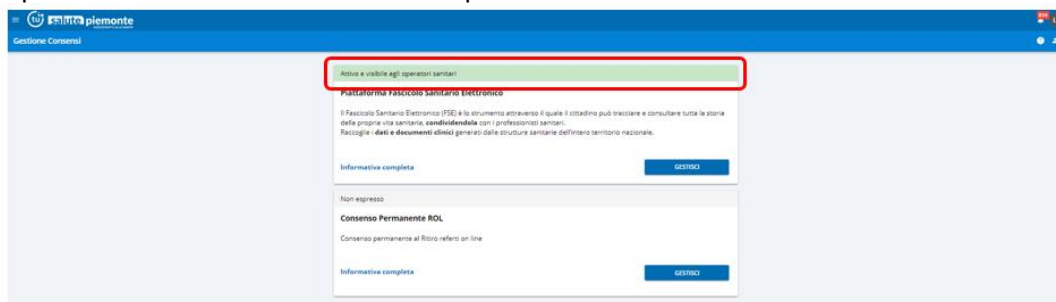 tu salute piemonte
Gestione Consensi
Attivo e visibile agli operatori sanitari
Piattaforma Fascicolo Sanitario Elettronico
Il Fascicolo Sanitario Elettronico (FSE) è lo strumento attraverso il quale il cittadino può tracciare e consultare tutta la storia
della propria vita sanitaria, condividendola con i professionisti sanitari.
Raccoglie i dati e documenti clinici generati dalle strutture sanitarie dell'intero territorio nazionale.
Informativa completa
GESTISCI
Non espresso
Consenso Permanente ROL
Consenso permanente al Ritiro referti on line
Informativa completa
GESTISCI